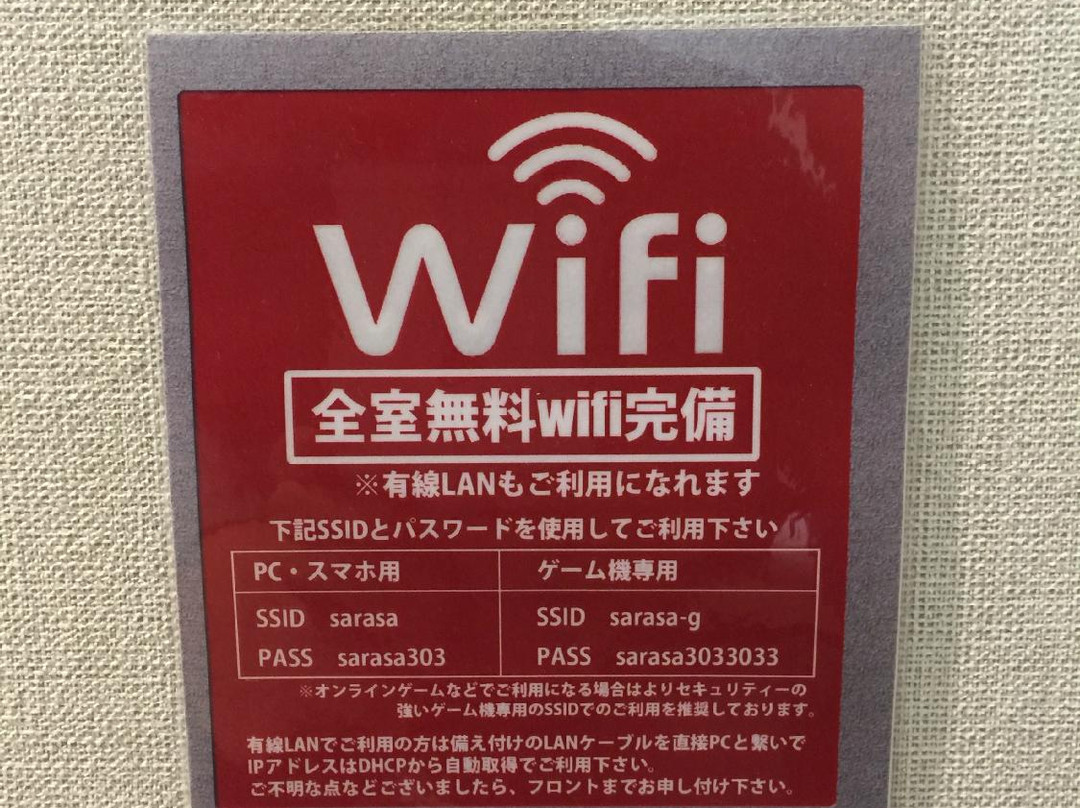 Wifi
全室無料wifi完備
※有線LANもご利用になれます
下記SSIDとパスワードを使用してご利用下さい
PC・スマホ用 ゲーム機専用
SSID sarasa SSID sarasa-g
PASS sarasa303 PASS sarasa3033033
※オンラインゲームなどでご利用になる場合はよりセキュリティーの
強いゲーム機専用のSSIDでのご利用を推奨しております。
有線LANでご利用の方は備え付けのLANケーブルを直接PCと繋いで
IPアドレスはDHCPから自動取得でご利用下さい。
ご不明な点などございましたら、フロントまでお申し付け下さい。